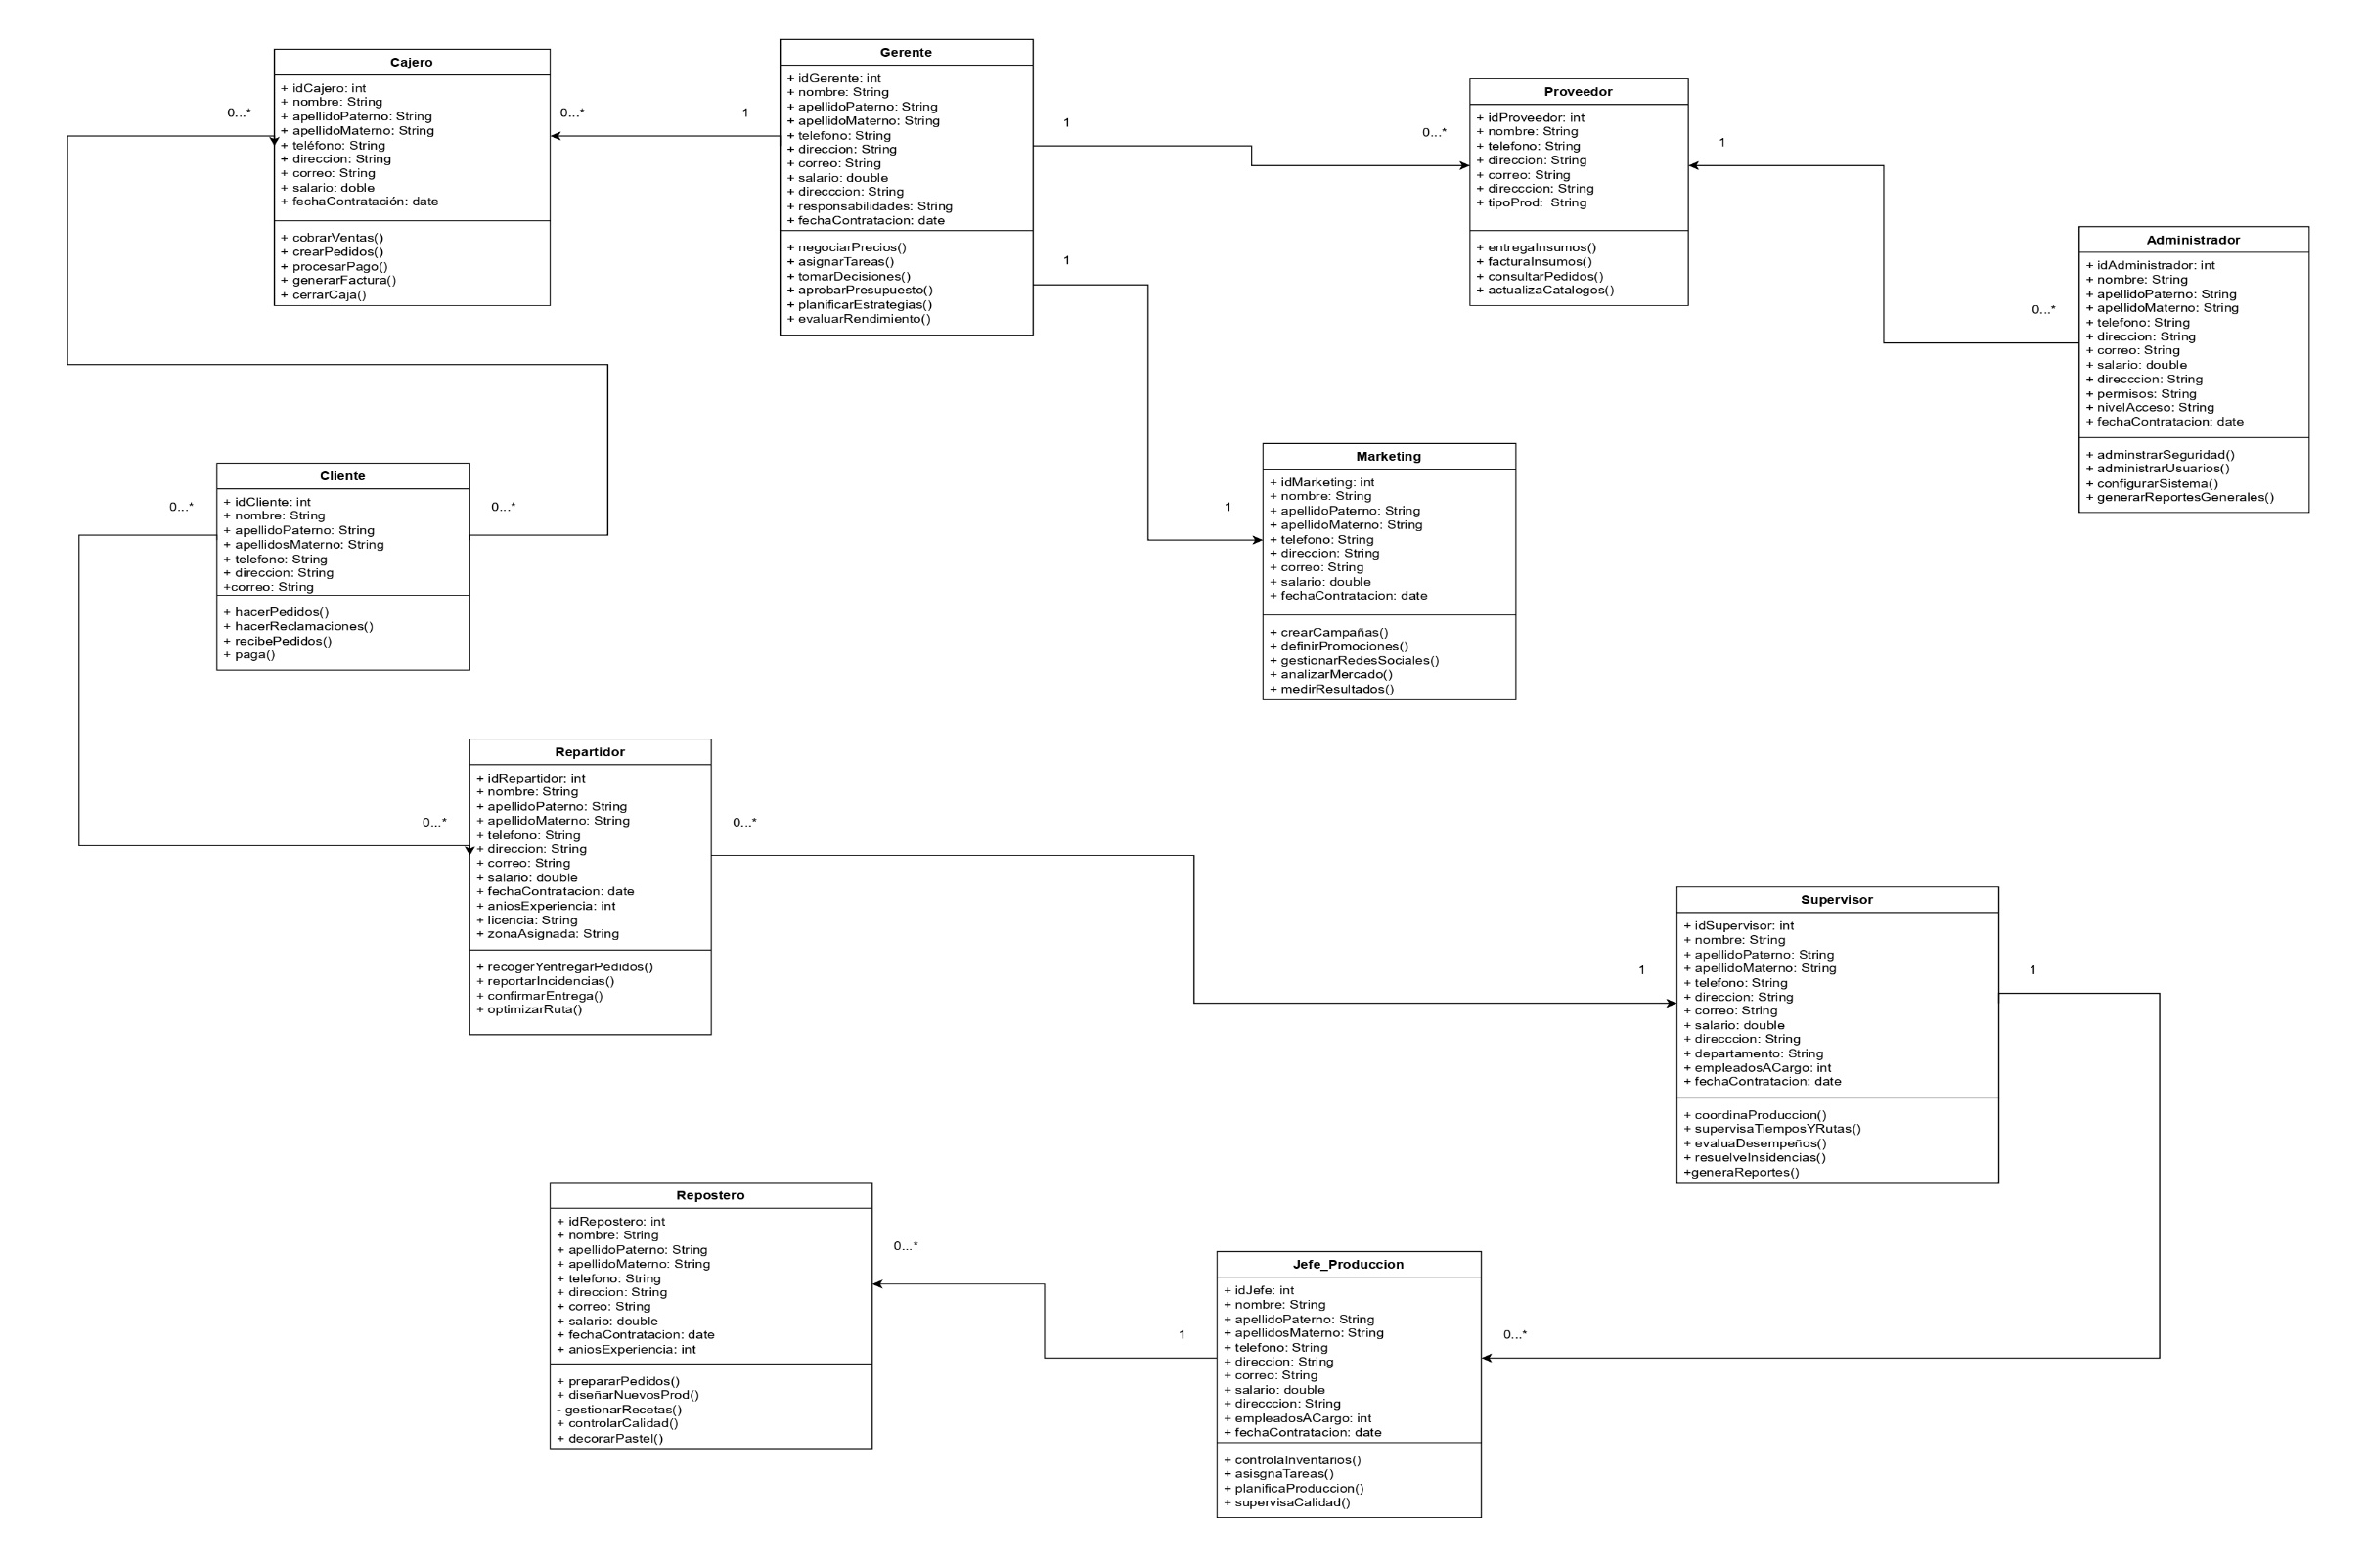 Cajero
+ idCajero: int
+ nombre: String
+ apellidoPaterno: String
+ apellidoMaterno: String
+ teléfono: String
+ direccion: String
+ correo: String
+ salario: doble
+ fechaContratación: date
+ cobrarVentas()
+ crearPedidos()
+ procesarPago()
+ generarFactura()
+ cerrarCaja()
0...*
0...*
1
Gerente
+ idGerente: int
+ nombre: String
+ apellidoPaterno: String
+ apellidoMaterno: String
+ telefono: String
+ direccion: String
+ correo: String
+ salario: double
+ direcccion: String
+ responsabilidades: String
+ fechaContratacion: date
+ negociarPrecios()
+ asignarTareas()
+ tomarDecisiones()
+ aprobarPresupuesto()
+ planificarEstrategias()
+ evaluarRendimiento()
1
0...*
1
Proveedor
+ idProveedor: int
+ nombre: String
+ telefono: String
+ direccion: String
+ correo: String
+ direcccion: String
+ tipoProd:  String
+ entregaInsumos()
+ facturaInsumos()
+ consultarPedidos()
+ actualizaCatalogos()
1
0...*
Administrador
+ idAdministrador: int
+ nombre: String
+ apellidoPaterno: String
+ apellidoMaterno: String
+ telefono: String
+ direccion: String
+ correo: String
+ salario: double
+ direcccion: String
+ permisos: String
+ nivelAcceso: String
+ fechaContratacion: date
+ adminstrarSeguridad()
+ administrarUsuarios()
+ configurarSistema()
+ generarReportesGenerales()
Cliente
+ idCliente: int
+ nombre: String
+ apellidoPaterno: String
+ apellidosMaterno: String
+ telefono: String
+ direccion: String
+correo: String
+ hacerPedidos()
+ hacerReclamaciones()
+ recibePedidos()
+ paga()
0...*
0...*
1
Marketing
+ idMarketing: int
+ nombre: String
+ apellidoPaterno: String
+ apellidoMaterno: String
+ telefono: String
+ direccion: String
+ correo: String
+ salario: double
+ fechaContratacion: date
+ crearCampañas()
+ definirPromociones()
+ gestionarRedesSociales()
+ analizarMercado()
+ medirResultados()
Repartidor
+ idRepartidor: int
+ nombre: String
+ apellidoPaterno: String
+ apellidoMaterno: String
+ telefono: String
+ direccion: String
+ correo: String
+ salario: double
+ fechaContratacion: date
+ aniosExperiencia: int
+ licencia: String
+ zonaAsignada: String
+ recogerYentregarPedidos()
+ reportarIncidencias()
+ confirmarEntrega()
+ optimizarRuta()
0...*
0...*
1
Supervisor
+ idSupervisor: int
+ nombre: String
+ apellidoPaterno: String
+ apellidoMaterno: String
+ telefono: String
+ direccion: String
+ correo: String
+ salario: double
+ direcccion: String
+ departamento: String
+ empleadosACargo: int
+ fechaContratacion: date
+ coordinaProduccion()
+ supervisaTiemposYRutas()
+ evaluaDesempeños()
+ resuelveInsidencias()
+generaReportes()
1
Repostero
+ idRepostero: int
+ nombre: String
+ apellidoPaterno: String
+ apellidoMaterno: String
+ telefono: String
+ direccion: String
+ correo: String
+ salario: double
+ fechaContratacion: date
+ aniosExperiencia: int
+ prepararPedidos()
+ diseñarNuevosProd()
- gestionarRecetas()
+ controlarCalidad()
+ decorarPastel()
0...*
1
Jefe_Produccion
+ idJefe: int
+ nombre: String
+ apellidoPaterno: String
+ apellidosMaterno: String
+ telefono: String
+ direccion: String
+ correo: String
+ salario: double
+ direcccion: String
+ empleadosACargo: int
+ fechaContratacion: date
+ controlaInventarios()
+ asisgnaTareas()
+ planificaProduccion()
+ supervisaCalidad()
0...*